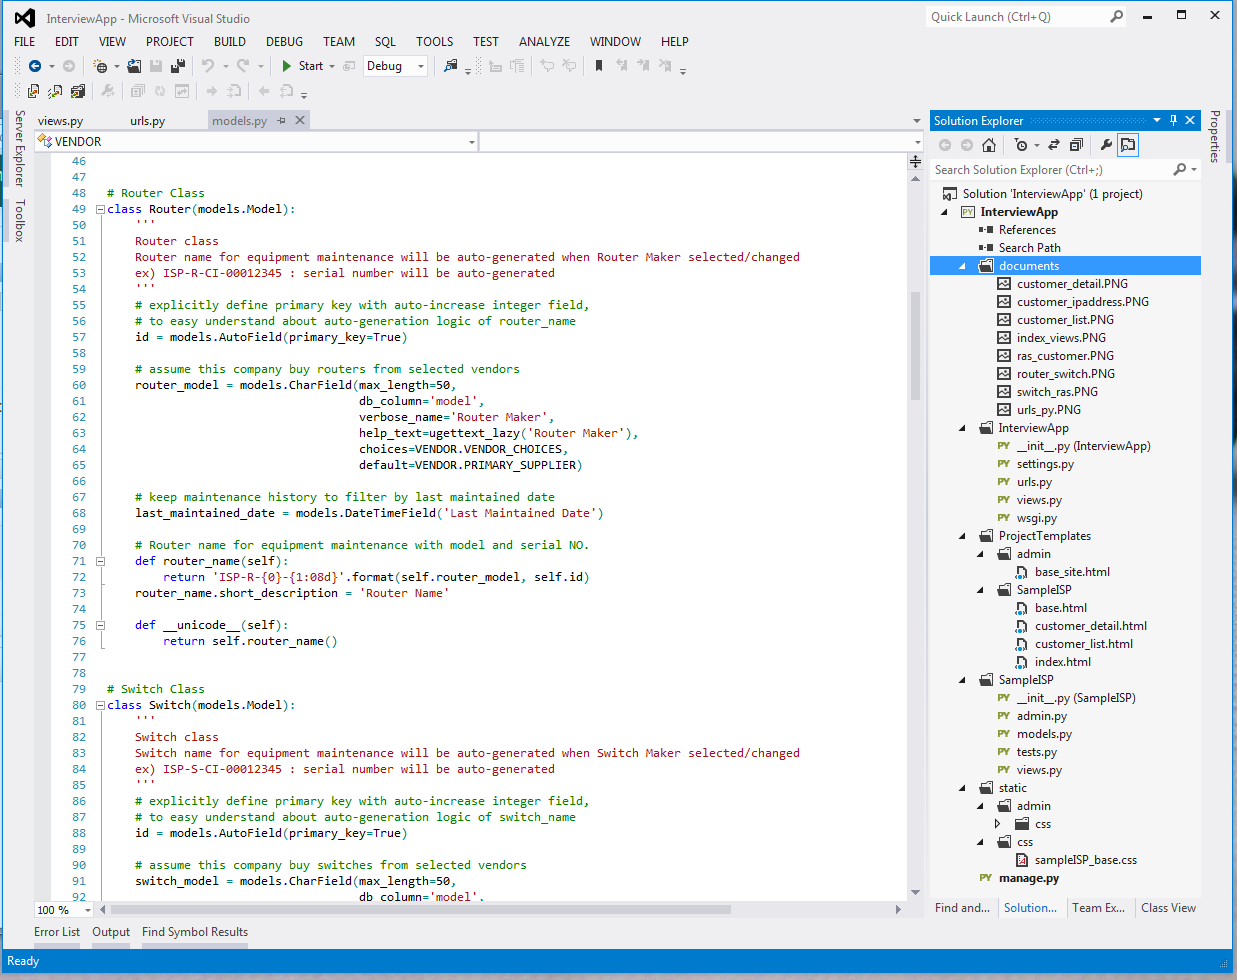 InterviewApp - Microsoft Visual Studio
Quick Launch (Ctrl+Q)
FILE EDIT VIEW PROJECT BUILD DEBUG TEAM SQL TOOLS TEST ANALYZE WINDOW HELP
Start Debug
Server Explorer
Toolbox
views.py urls.py models.py
VENDOR
46
47
48 # Router Class
49 class Router(models.Model):
50 '''
51 Router class
52 Router name for equipment maintenance will be auto-generated when Router Maker selected/changed
53 ex) ISP-R-CI-00012345 : serial number will be auto-generated
54 '''
55 # explicitly define primary key with auto-increase integer field,
56 # to easy understand about auto-generation logic of router_name
57 id = models.AutoField(primary_key=True)
58
59 # assume this company buy routers from selected vendors
60 router_model = models.CharField(max_length=50,
61 db_column='model',
62 verbose_name='Router Maker',
63 help_text=ugettext_lazy('Router Maker'),
64 choices=VENDOR.VENDOR_CHOICES,
65 default=VENDOR.PRIMARY_SUPPLIER)
66
67 # keep maintenance history to filter by last maintained date
68 last_maintained_date = models.DateTimeField('Last Maintained Date')
69
70 # Router name for equipment maintenance with model and serial NO.
71 def router_name(self):
72 return 'ISP-R-{0}-{1:08d}'.format(self.router_model, self.id)
73 router_name.short_description = 'Router Name'
74
75 def __unicode__(self):
76 return self.router_name()
77
78
79 # Switch Class
80 class Switch(models.Model):
81 '''
82 Switch class
83 Switch name for equipment maintenance will be auto-generated when Switch Maker selected/changed
84 ex) ISP-S-CI-00012345 : serial number will be auto-generated
85 '''
86 # explicitly define primary key with auto-increase integer field,
87 # to easy understand about auto-generation logic of switch_name
88 id = models.AutoField(primary_key=True)
89
90 # assume this company buy switches from selected vendors
91 switch_model = models.CharField(max_length=50,
92 db_column='model',
100 %
Error List Output Find Symbol Results
Ready
Solution Explorer
Properties
Search Solution Explorer (Ctrl+;)
Solution 'InterviewApp' (1 project)
PY InterviewApp
References
Search Path
documents
customer_detail.PNG
customer_ipaddress.PNG
customer_list.PNG
index_views.PNG
ras_customer.PNG
router_switch.PNG
switch_ras.PNG
urls_py.PNG
InterviewApp
PY __init__.py (InterviewApp)
PY settings.py
PY urls.py
PY views.py
PY wsgi.py
ProjectTemplates
admin
base_site.html
SampleISP
base.html
customer_detail.html
customer_list.html
index.html
SampleISP
PY __init__.py (SampleISP)
PY admin.py
PY models.py
PY tests.py
PY views.py
static
admin
css
css
sampleISP_base.css
PY manage.py
Find and... Solution... Team Ex... Class View